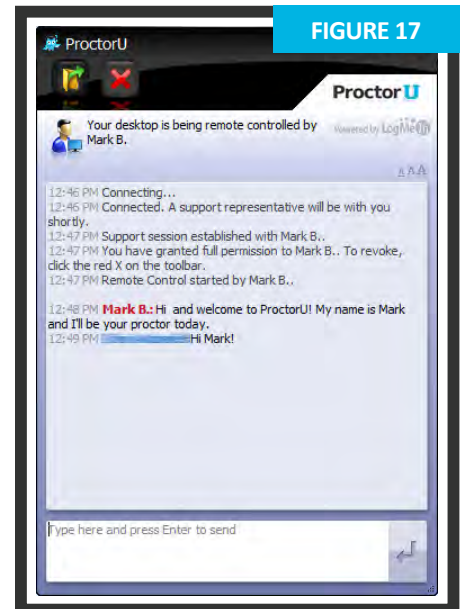 FIGURE 17
ProctorU
ProctorU
Your desktop is being remote controlled by
Mark B.
Powered by LogMeIn
A A A
12:46 PM Connecting...
12:46 PM Connected. A support representative will be with you
shortly.
12:47 PM Support session established with Mark B..
12:47 PM You have granted full permission to Mark B.. To revoke,
click the red X on the toolbar.
12:47 PM Remote Control started by Mark B..
12:48 PM Mark B.: Hi and welcome to ProctorU! My name is Mark
and I'll be your proctor today.
12:49 PM Hi Mark!
Type here and press Enter to send